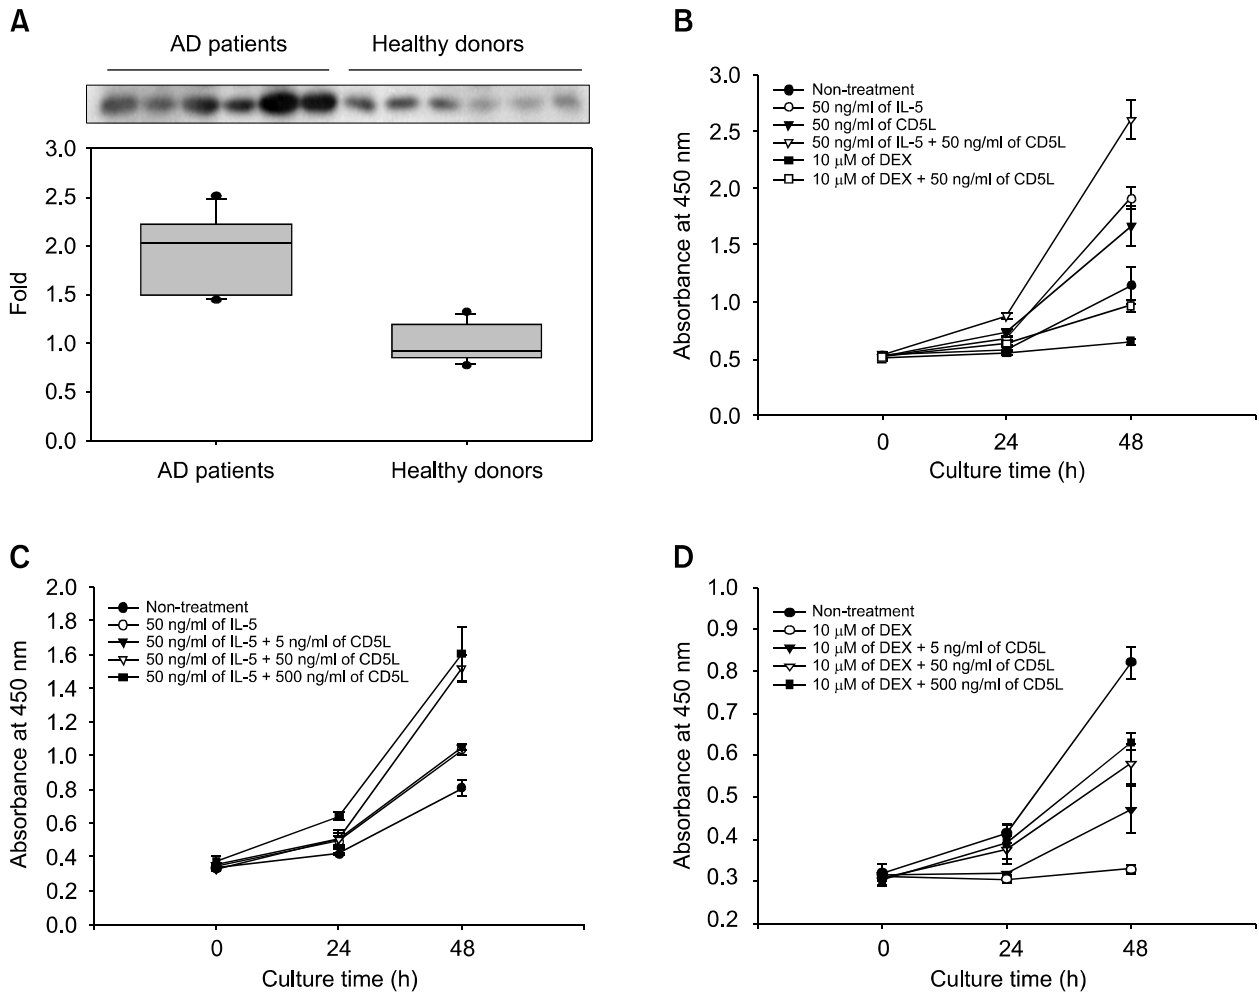 A
AD patients
Healthy donors
3.0
2.5
2.0
1.5
1.0
0.5
0.0
Fold
AD patients
Healthy donors
B
3.0
2.5
2.0
1.5
1.0
0.5
0.0
Absorbance at 450 nm
Non-treatment
50 ng/ml of IL-5
50 ng/ml of CD5L
50 ng/ml of IL-5 + 50 ng/ml of CD5L
10 μM of DEX
10 μM of DEX + 50 ng/ml of CD5L
0
24
48
Culture time (h)
C
2.0
1.8
1.6
1.4
1.2
1.0
0.8
0.6
0.4
0.2
0.0
Absorbance at 450 nm
Non-treatment
50 ng/ml of IL-5
50 ng/ml of IL-5 + 5 ng/ml of CD5L
50 ng/ml of IL-5 + 50 ng/ml of CD5L
50 ng/ml of IL-5 + 500 ng/ml of CD5L
0
24
48
Culture time (h)
D
1.0
0.9
0.8
0.7
0.6
0.5
0.4
0.3
0.2
Absorbance at 450 nm
Non-treatment
10 μM of DEX
10 μM of DEX + 5 ng/ml of CD5L
10 μM of DEX + 50 ng/ml of CD5L
10 μM of DEX + 500 ng/ml of CD5L
0
24
48
Culture time (h)